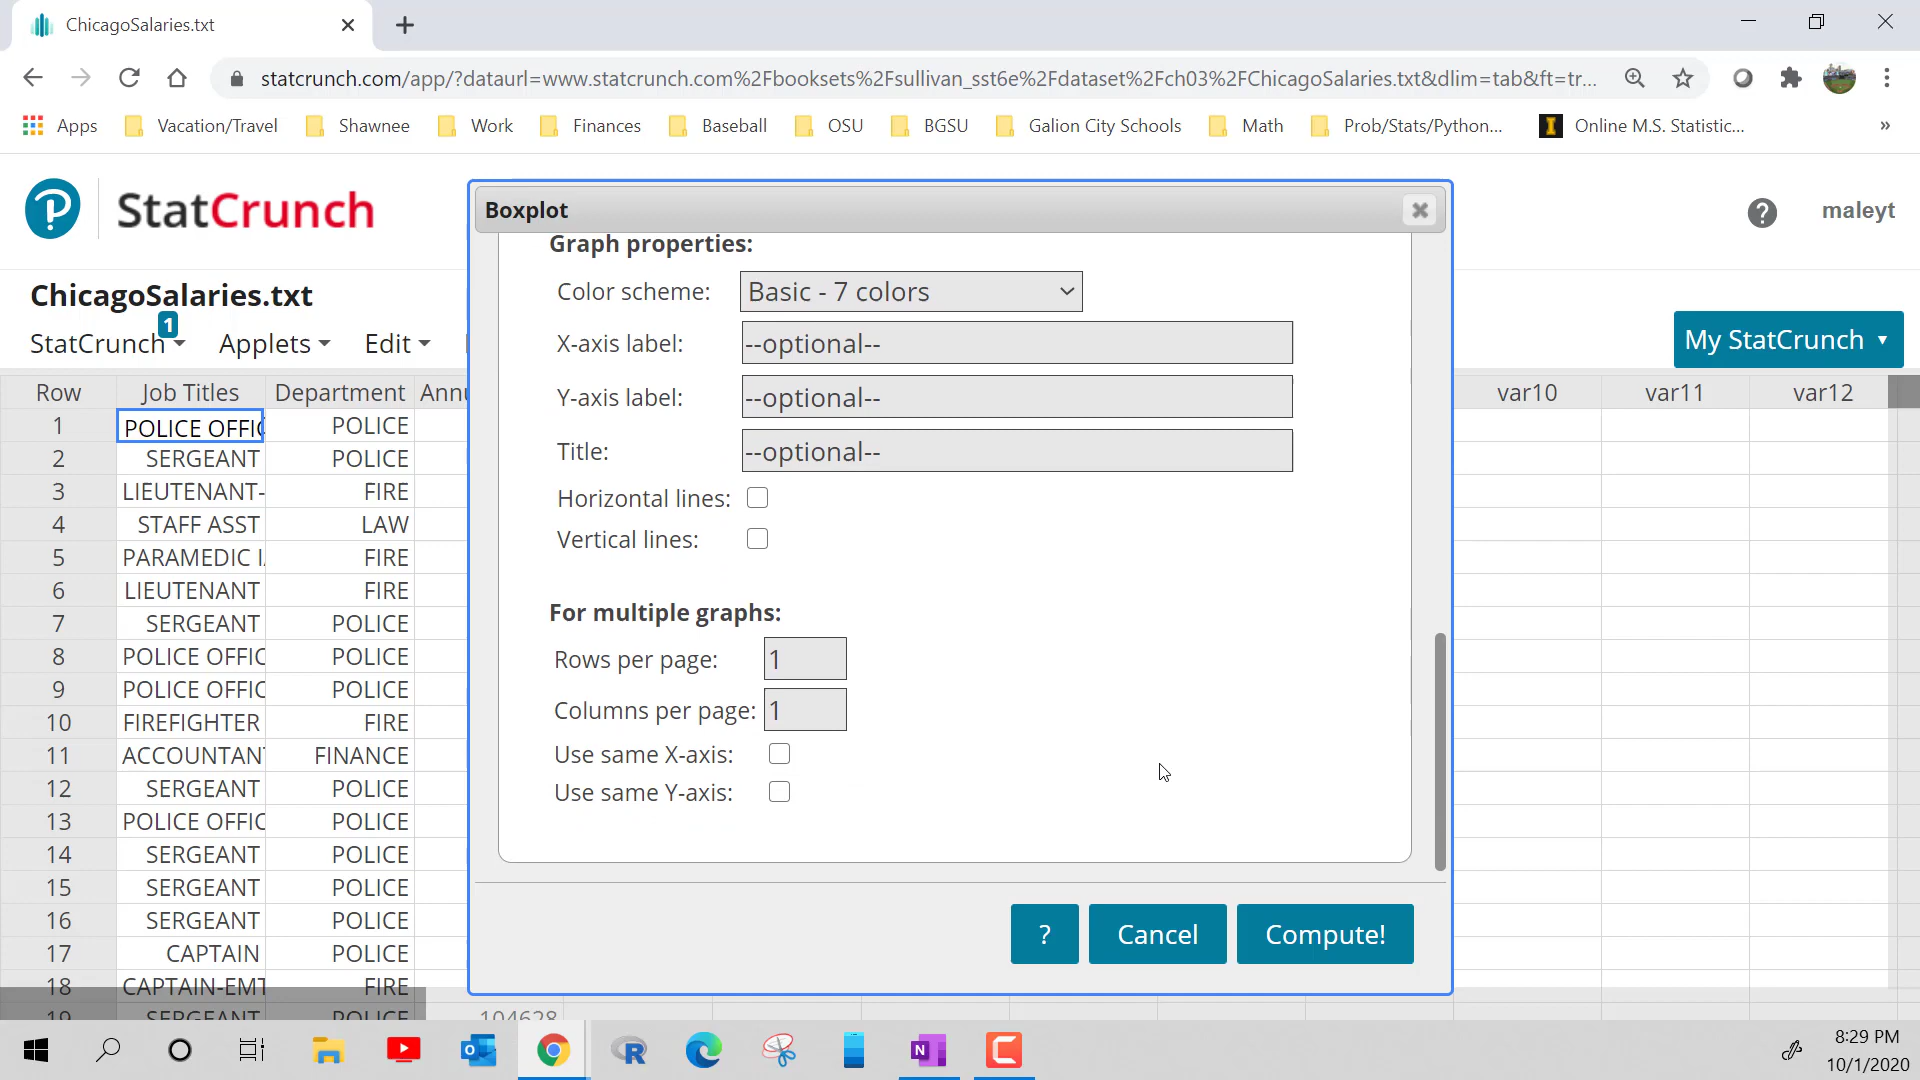 ChicagoSalaries.txt
statcrunch.com/app/?dataurl=www.statcrunch.com%2Fbooksets%2Fsullivan_sst6e%2Fdataset%2Fch03%2FChicagoSalaries.txt&dlim=tab&ft=tr...
Apps Vacation/Travel Shawnee Work Finances Baseball OSU BGSU Galion City Schools Math Prob/Stats/Python... Online M.S. Statistic... »
StatCrunch
? maleyt
ChicagoSalaries.txt
1
StatCrunch Applets Edit
My StatCrunch
Boxplot
Graph properties:
Color scheme: Basic - 7 colors
X-axis label: --optional--
Y-axis label: --optional--
Title: --optional--
Horizontal lines:
Vertical lines:
For multiple graphs:
Rows per page: 1
Columns per page: 1
Use same X-axis:
Use same Y-axis:
? Cancel Compute!
Row Job Titles Department Annu var10 var11 var12
1 POLICE OFFIC POLICE
2 SERGEANT POLICE
3 LIEUTENANT- FIRE
4 STAFF ASST LAW
5 PARAMEDIC I/ FIRE
6 LIEUTENANT FIRE
7 SERGEANT POLICE
8 POLICE OFFIC POLICE
9 POLICE OFFIC POLICE
10 FIREFIGHTER FIRE
11 ACCOUNTANT FINANCE
12 SERGEANT POLICE
13 POLICE OFFIC POLICE
14 SERGEANT POLICE
15 SERGEANT POLICE
16 SERGEANT POLICE
17 CAPTAIN POLICE
18 CAPTAIN-EMT FIRE
19 SERGEANT POLICE 104628
8:29 PM
10/1/2020